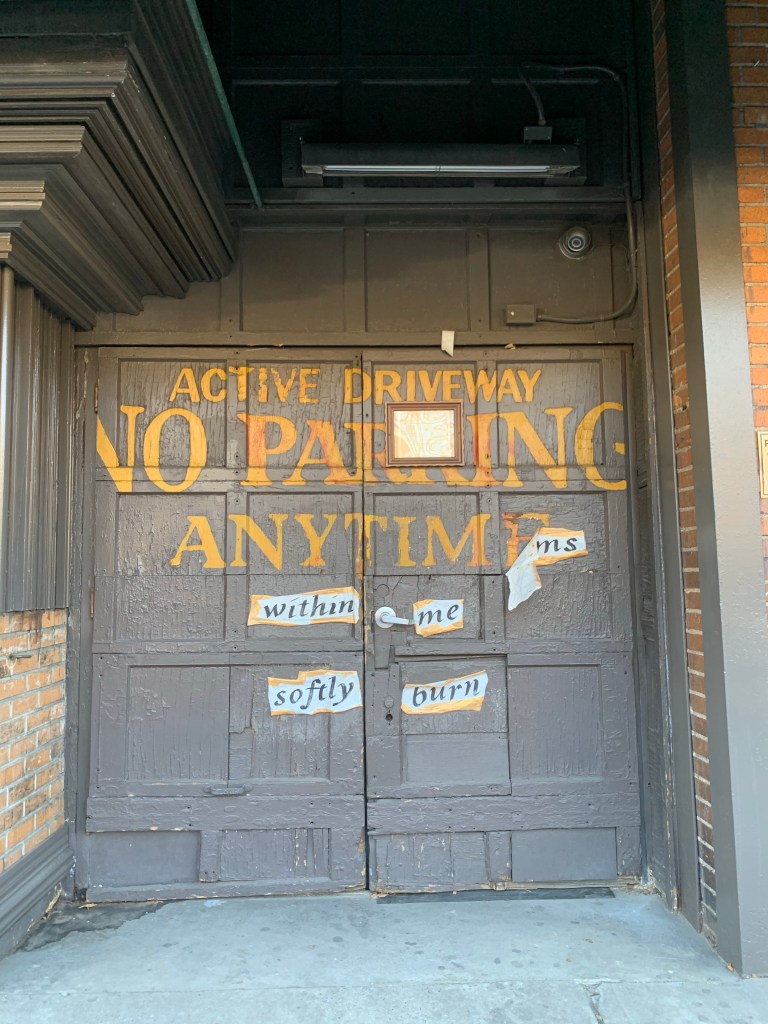 ACTIVE DRIVEWAY
NO PARKING
ANYTIME
ms
within me
softly burn